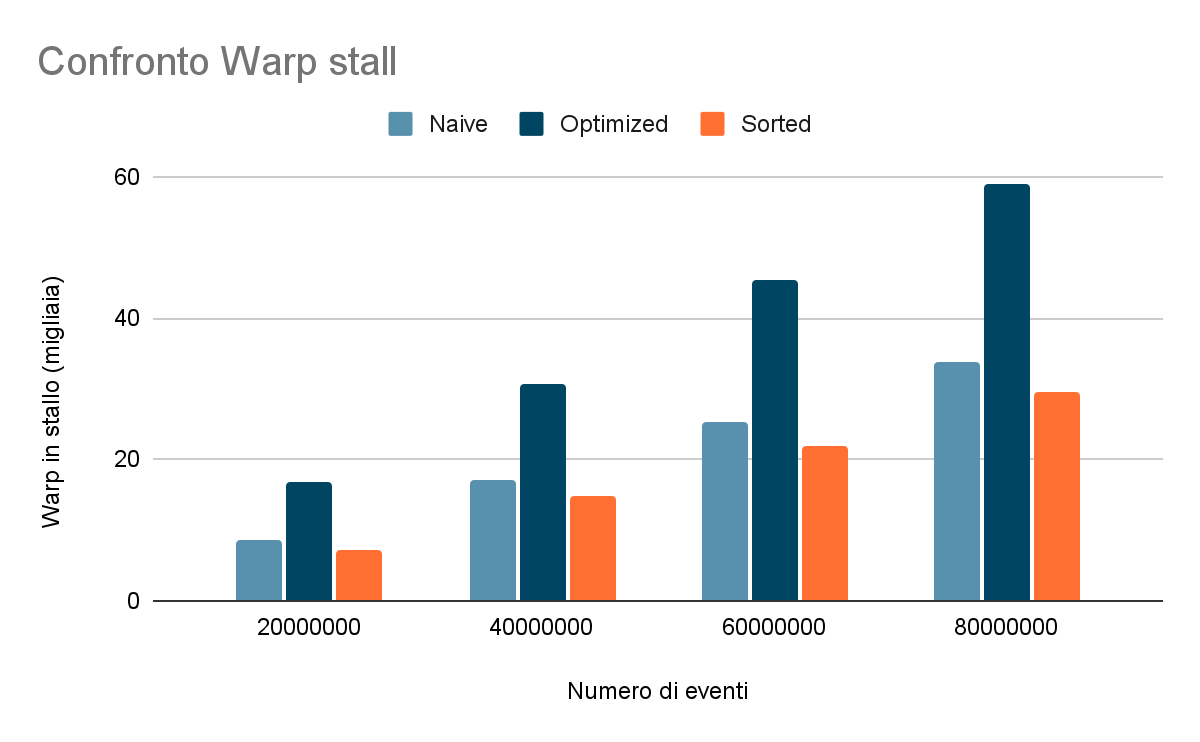 Confronto Warp stall
Naive Optimized Sorted
60
40
20
0
Warp in stallo (migliaia)
20000000 40000000 60000000 80000000
Numero di eventi